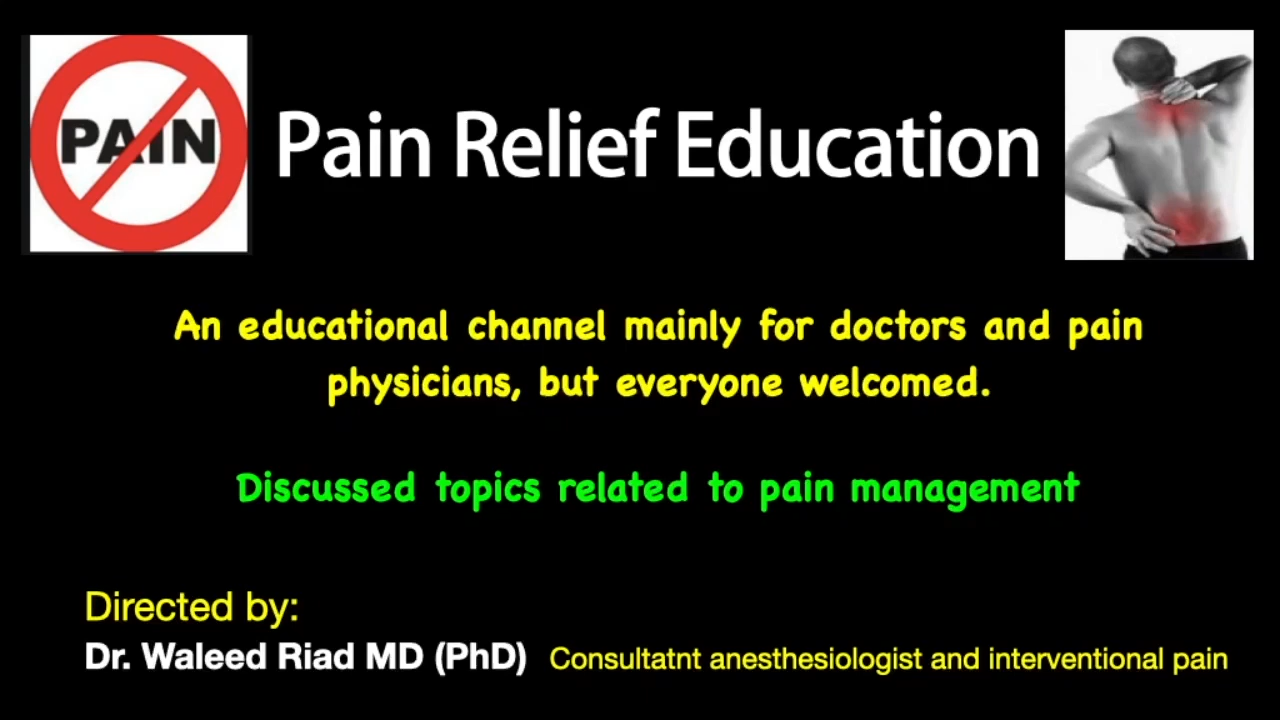 PAIN
Pain Relief Education
An educational channel mainly for doctors and pain
physicians, but everyone welcomed.
Discussed topics related to pain management
Directed by:
Dr. Waleed Riad MD (PhD) Consultatnt anesthesiologist and interventional pain